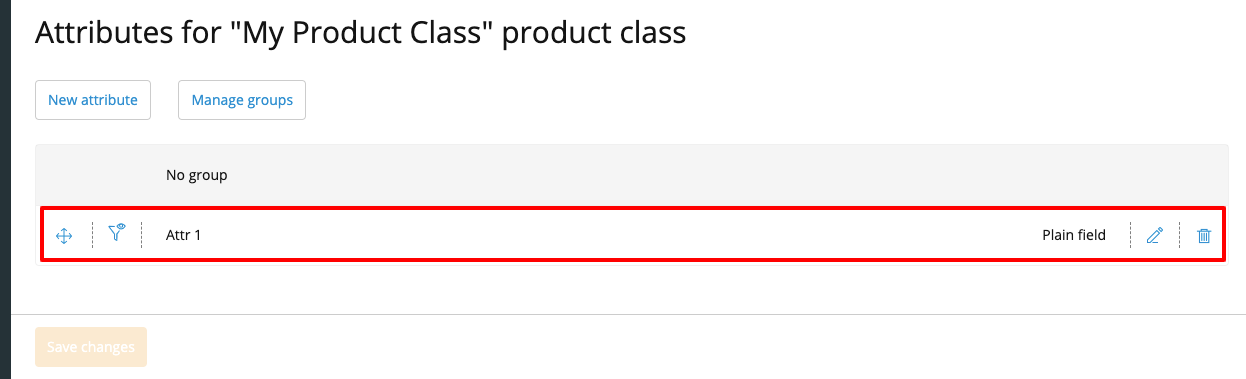 Attributes for "My Product Class" product class
New attribute Manage groups
No group
Attr 1 Plain field
Save changes